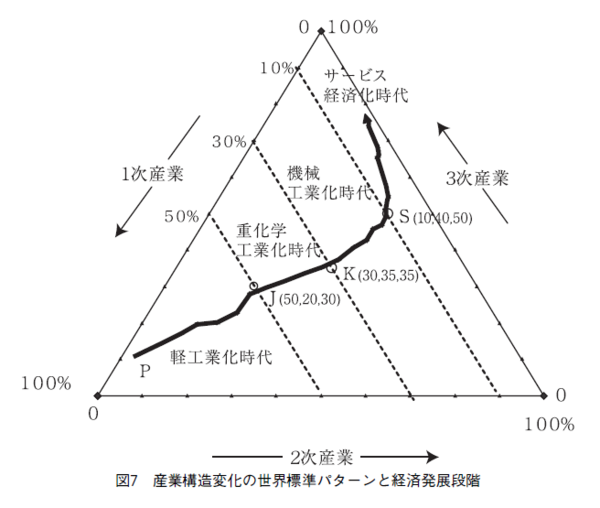 0 100%
10%
サービス
経済化時代
30%
1次産業
機械
工業化時代
3次産業
50%
S(10,40,50)
重化学
工業化時代
K(30,35,35)
J(50,20,30)
P
軽工業化時代
100%
0
0
100%
2次産業
図7 産業構造変化の世界標準パターンと経済発展段階